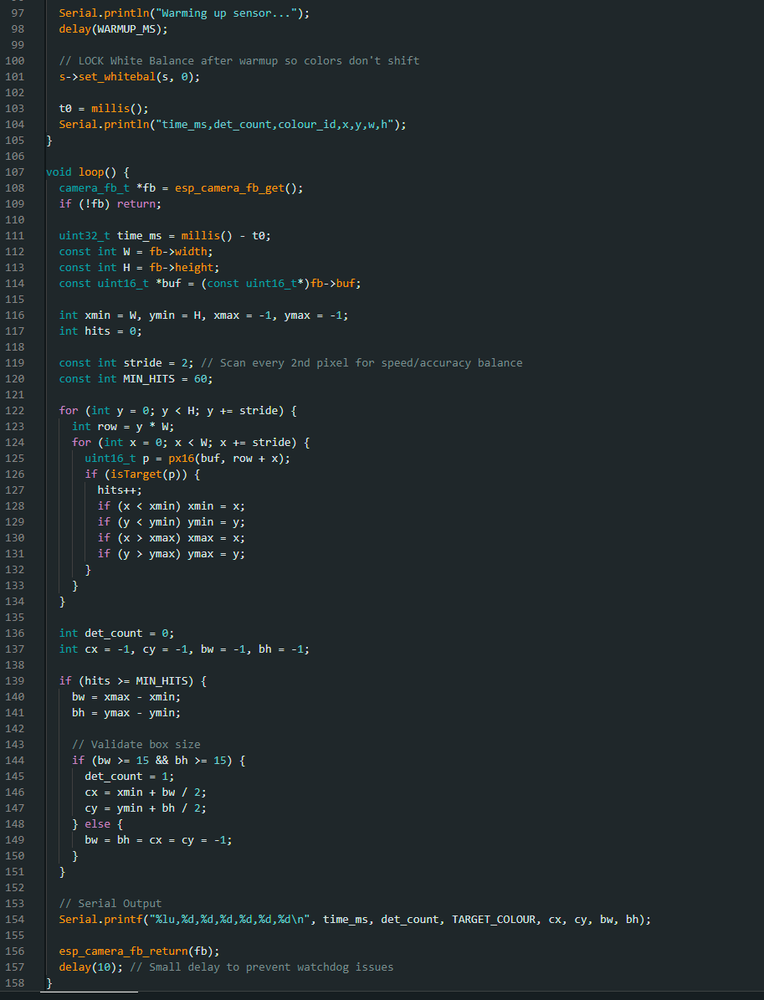 97 Serial.println("Warming up sensor...");
98 delay(WARMUP_MS);
99
100 // LOCK White Balance after warmup so colors don't shift
101 s->set_whitebal(s, 0);
102
103 t0 = millis();
104 Serial.println("time_ms,det_count,colour_id,x,y,w,h");
105 }
106
107 void loop() {
108 camera_fb_t *fb = esp_camera_fb_get();
109 if (!fb) return;
110
111 uint32_t time_ms = millis() - t0;
112 const int W = fb->width;
113 const int H = fb->height;
114 const uint16_t *buf = (const uint16_t*)fb->buf;
115
116 int xmin = W, ymin = H, xmax = -1, ymax = -1;
117 int hits = 0;
118
119 const int stride = 2; // Scan every 2nd pixel for speed/accuracy balance
120 const int MIN_HITS = 60;
121
122 for (int y = 0; y < H; y += stride) {
123 int row = y * W;
124 for (int x = 0; x < W; x += stride) {
125 uint16_t p = px16(buf, row + x);
126 if (isTarget(p)) {
127 hits++;
128 if (x < xmin) xmin = x;
129 if (y < ymin) ymin = y;
130 if (x > xmax) xmax = x;
131 if (y > ymax) ymax = y;
132 }
133 }
134 }
135
136 int det_count = 0;
137 int cx = -1, cy = -1, bw = -1, bh = -1;
138
139 if (hits >= MIN_HITS) {
140 bw = xmax - xmin;
141 bh = ymax - ymin;
142
143 // Validate box size
144 if (bw >= 15 && bh >= 15) {
145 det_count = 1;
146 cx = xmin + bw / 2;
147 cy = ymin + bh / 2;
148 } else {
149 bw = bh = cx = cy = -1;
150 }
151 }
152
153 // Serial Output
154 Serial.printf("%lu,%d,%d,%d,%d,%d,%d\n", time_ms, det_count, TARGET_COLOUR, cx, cy, bw, bh);
155
156 esp_camera_fb_return(fb);
157 delay(10); // Small delay to prevent watchdog issues
158 }